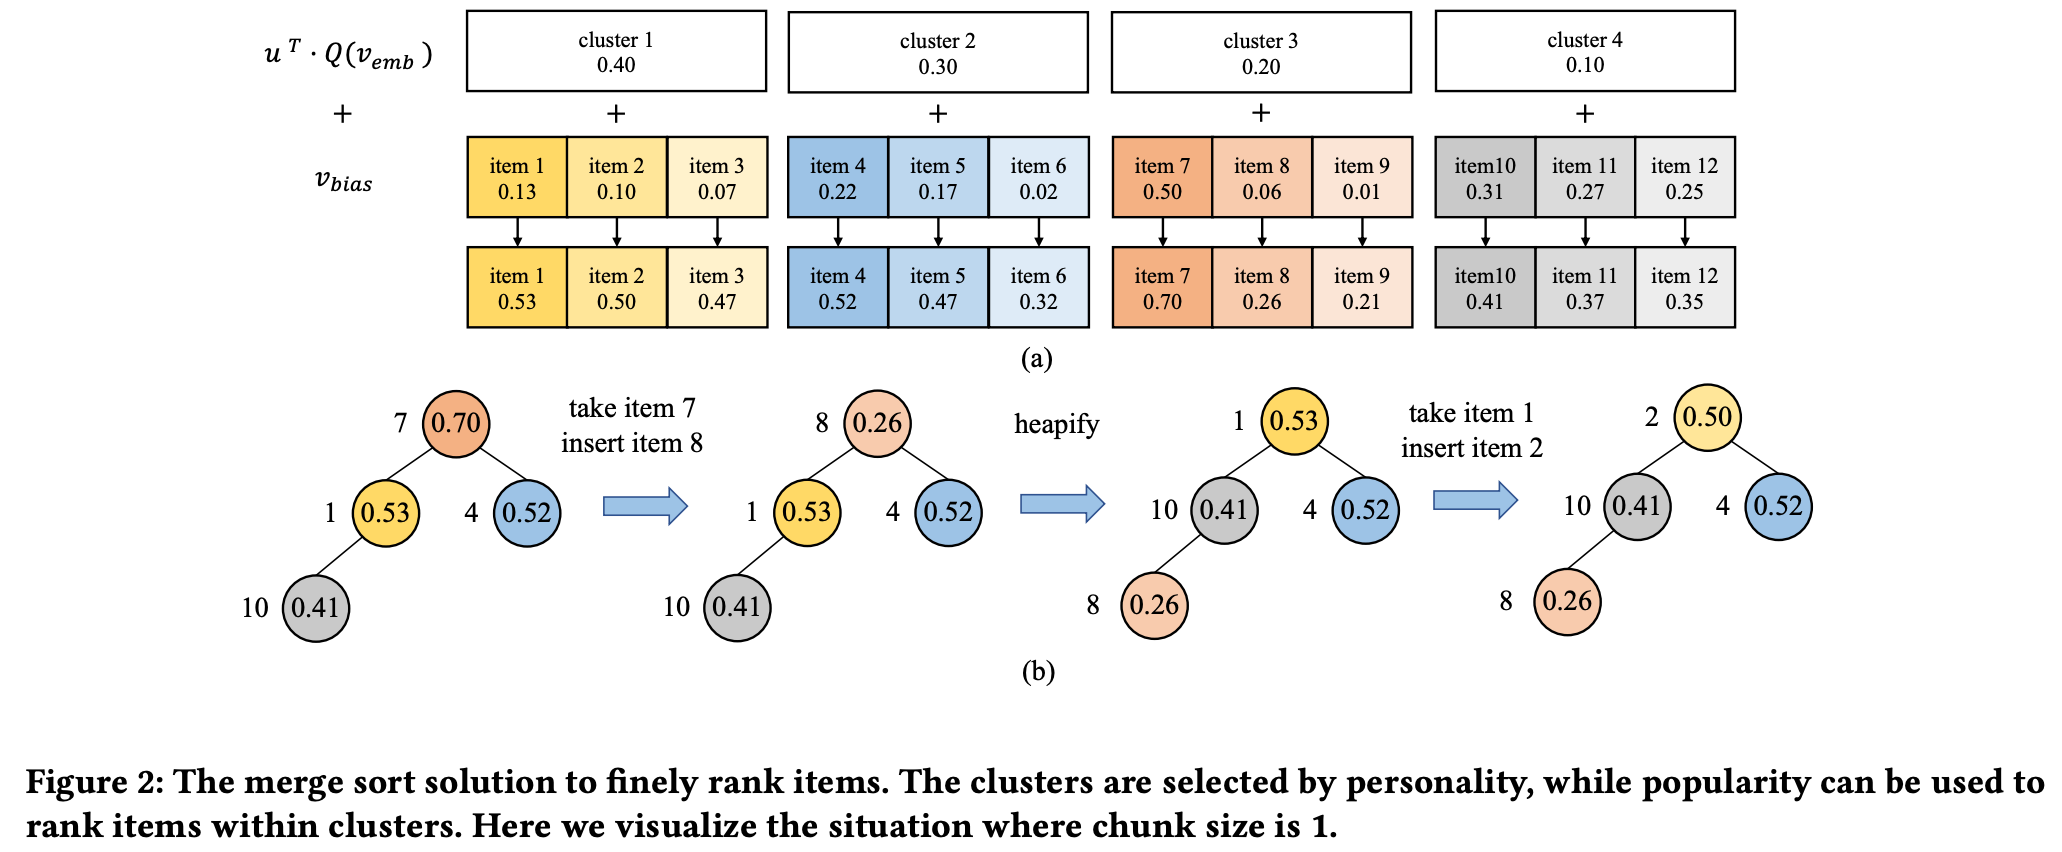 u^T · Q(v_emb)
cluster 1
0.40
cluster 2
0.30
cluster 3
0.20
cluster 4
0.10
+ + + + +
v_bias
item 1 item 2 item 3 item 4 item 5 item 6 item 7 item 8 item 9 item10 item 11 item 12
0.13 0.10 0.07 0.22 0.17 0.02 0.50 0.06 0.01 0.31 0.27 0.25
item 1 item 2 item 3 item 4 item 5 item 6 item 7 item 8 item 9 item10 item 11 item 12
0.53 0.50 0.47 0.52 0.47 0.32 0.70 0.26 0.21 0.41 0.37 0.35
(a)
7 0.70
1 0.53 4 0.52
10 0.41
take item 7
insert item 8
8 0.26
1 0.53 4 0.52
10 0.41
heapify
1 0.53
10 0.41 4 0.52
8 0.26
take item 1
insert item 2
2 0.50
10 0.41 4 0.52
8 0.26
(b)
Figure 2: The merge sort solution to finely rank items. The clusters are selected by personality, while popularity can be used to
rank items within clusters. Here we visualize the situation where chunk size is 1.